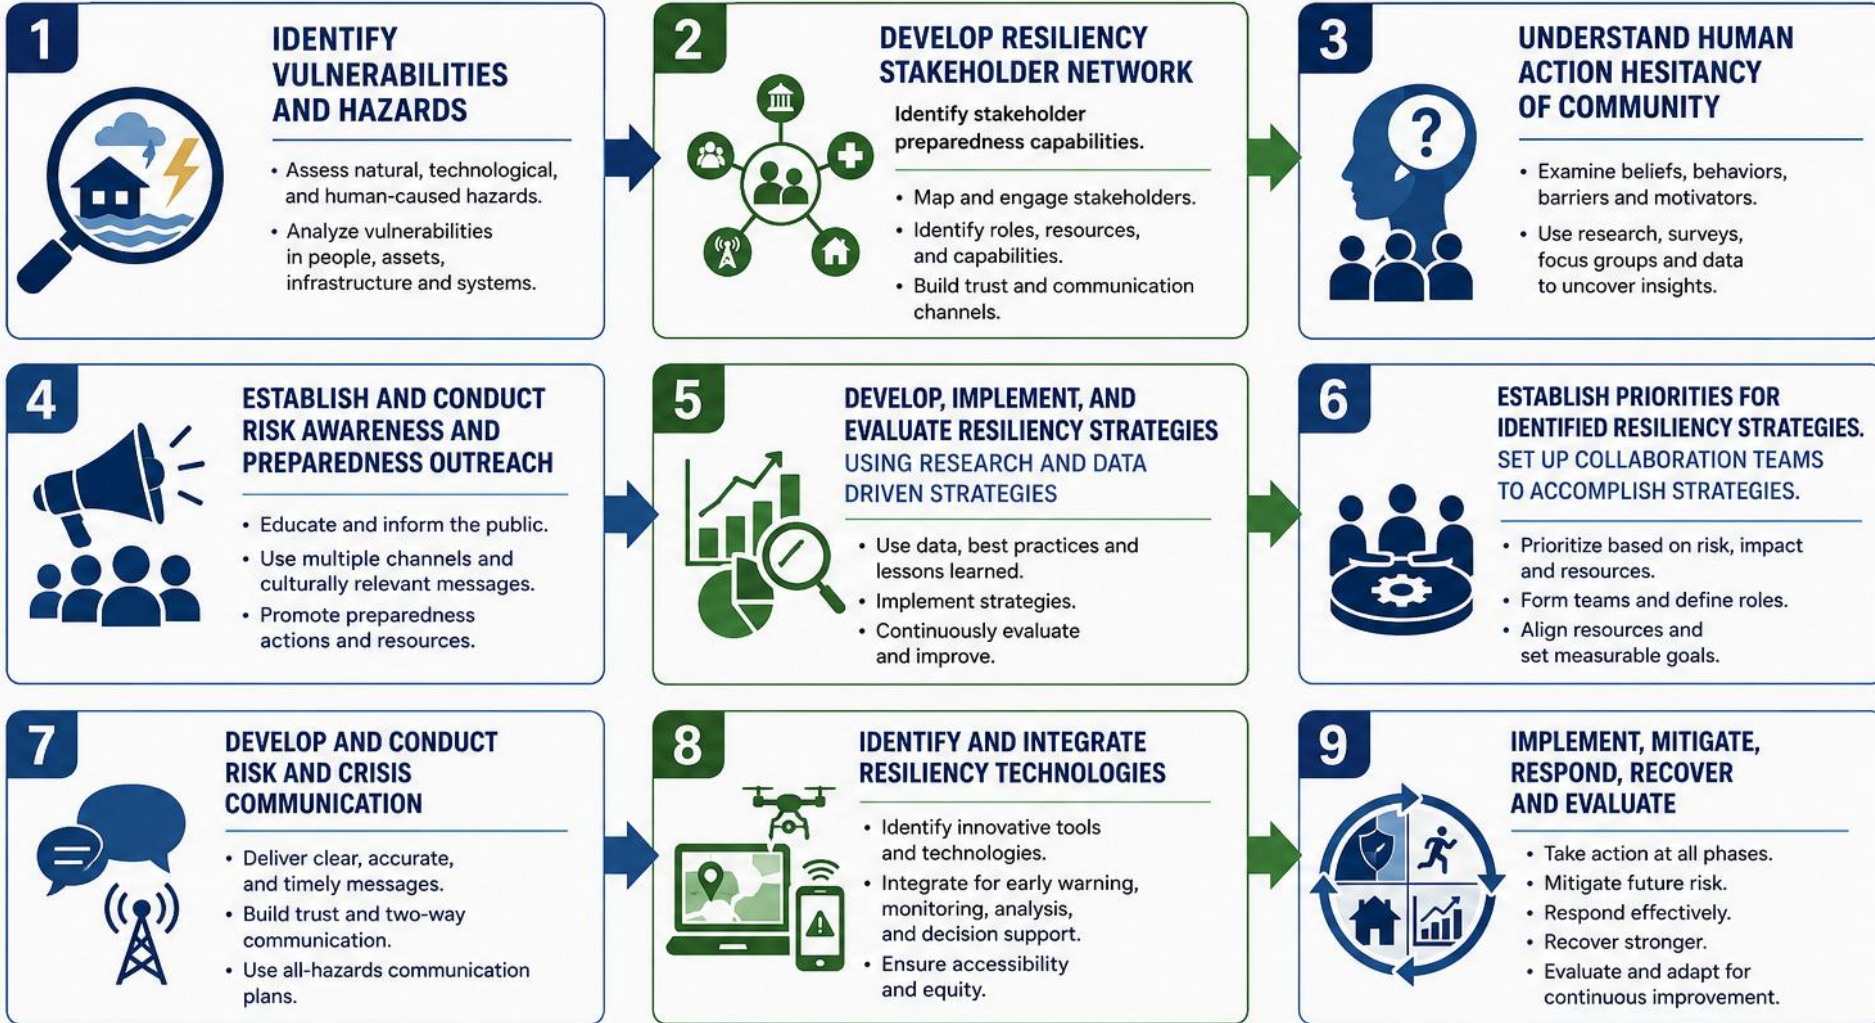 1
IDENTIFY
VULNERABILITIES
AND HAZARDS
• Assess natural, technological,
and human-caused hazards.
• Analyze vulnerabilities
in people, assets,
infrastructure and systems.
2
DEVELOP RESILIENCY
STAKEHOLDER NETWORK
Identify stakeholder
preparedness capabilities.
• Map and engage stakeholders.
• Identify roles, resources,
and capabilities.
• Build trust and communication
channels.
3
UNDERSTAND HUMAN
ACTION HESITANCY
OF COMMUNITY
?
• Examine beliefs, behaviors,
barriers and motivators.
• Use research, surveys,
focus groups and data
to uncover insights.
4
ESTABLISH AND CONDUCT
RISK AWARENESS AND
PREPAREDNESS OUTREACH
• Educate and inform the public.
• Use multiple channels and
culturally relevant messages.
• Promote preparedness
actions and resources.
5
DEVELOP, IMPLEMENT, AND
EVALUATE RESILIENCY STRATEGIES
USING RESEARCH AND DATA
DRIVEN STRATEGIES
• Use data, best practices and
lessons learned.
• Implement strategies.
• Continuously evaluate
and improve.
6
ESTABLISH PRIORITIES FOR
IDENTIFIED RESILIENCY STRATEGIES.
SET UP COLLABORATION TEAMS
TO ACCOMPLISH STRATEGIES.
• Prioritize based on risk, impact
and resources.
• Form teams and define roles.
• Align resources and
set measurable goals.
7
DEVELOP AND CONDUCT
RISK AND CRISIS
COMMUNICATION
• Deliver clear, accurate,
and timely messages.
• Build trust and two-way
communication.
• Use all-hazards communication
plans.
8
IDENTIFY AND INTEGRATE
RESILIENCY TECHNOLOGIES
• Identify innovative tools
and technologies.
• Integrate for early warning,
monitoring, analysis,
and decision support.
• Ensure accessibility
and equity.
9
IMPLEMENT, MITIGATE,
RESPOND, RECOVER
AND EVALUATE
• Take action at all phases.
• Mitigate future risk.
• Respond effectively.
• Recover stronger.
• Evaluate and adapt for
continuous improvement.